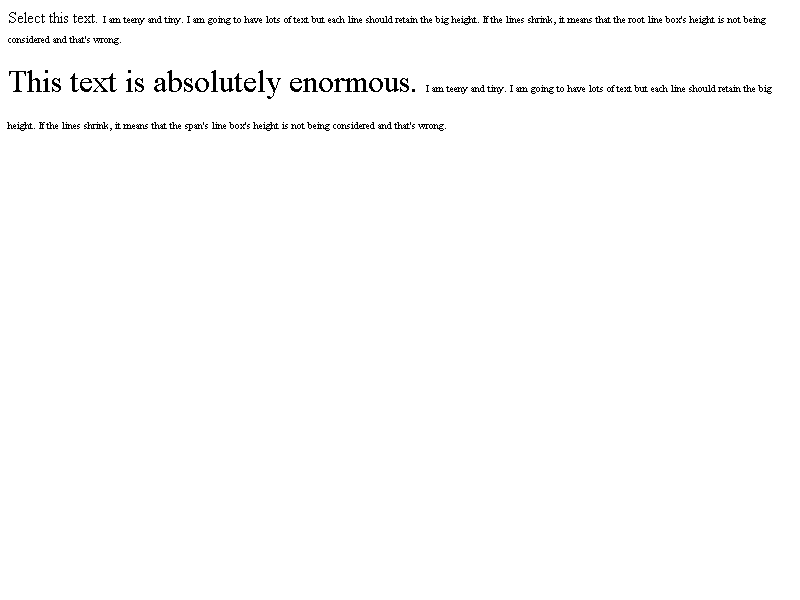 Select this text. I am teeny and tiny. I am going to have lots of text but each line should retain the big height. If the lines shrink, it means that the root line box's height is not being
considered and that's wrong.
This text is absolutely enormous. I am teeny and tiny. I am going to have lots of text but each line should retain the big
height. If the lines shrink, it means that the span's line box's height is not being considered and that's wrong.